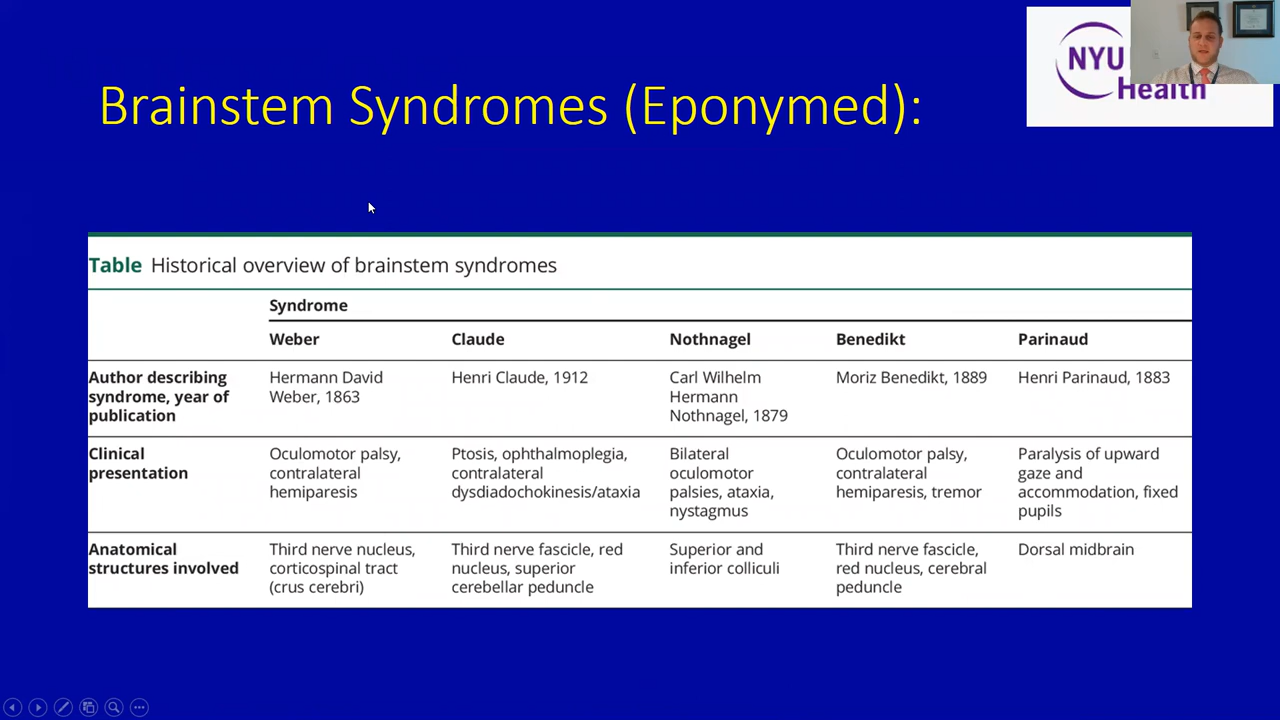 Brainstem Syndromes (Eponymed):
NYU
Health
Table Historical overview of brainstem syndromes
Syndrome
Weber Claude Nothnagel Benedikt Parinaud
Author describing syndrome, year of publication
Hermann David Weber, 1863
Henri Claude, 1912
Carl Wilhelm Hermann Nothnagel, 1879
Moriz Benedikt, 1889
Henri Parinaud, 1883
Clinical presentation
Oculomotor palsy, contralateral hemiparesis
Ptosis, ophthalmoplegia, contralateral dysdiadochokinesis/ataxia
Bilateral oculomotor palsies, ataxia, nystagmus
Oculomotor palsy, contralateral hemiparesis, tremor
Paralysis of upward gaze and accommodation, fixed pupils
Anatomical structures involved
Third nerve nucleus, corticospinal tract (crus cerebri)
Third nerve fascicle, red nucleus, superior cerebellar peduncle
Superior and inferior colliculi
Third nerve fascicle, red nucleus, cerebral peduncle
Dorsal midbrain